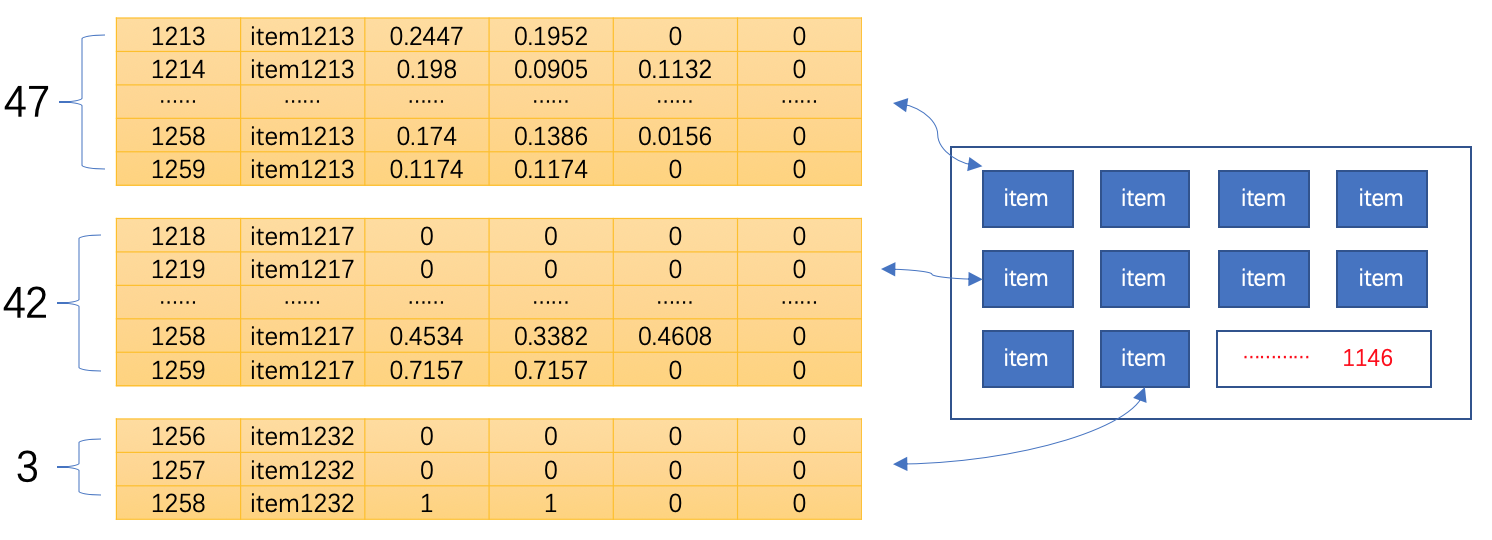 47
1213 item1213 0.2447 0.1952 0 0
1214 item1213 0.198 0.0905 0.1132 0
...... ...... ...... ...... ...... ......
1258 item1213 0.174 0.1386 0.0156 0
1259 item1213 0.1174 0.1174 0 0
42
1218 item1217 0 0 0 0
1219 item1217 0 0 0 0
...... ...... ...... ...... ...... ......
1258 item1217 0.4534 0.3382 0.4608 0
1259 item1217 0.7157 0.7157 0 0
3
1256 item1232 0 0 0 0
1257 item1232 0 0 0 0
1258 item1232 1 1 0 0
item item item item
item item item item
item item ............ 1146